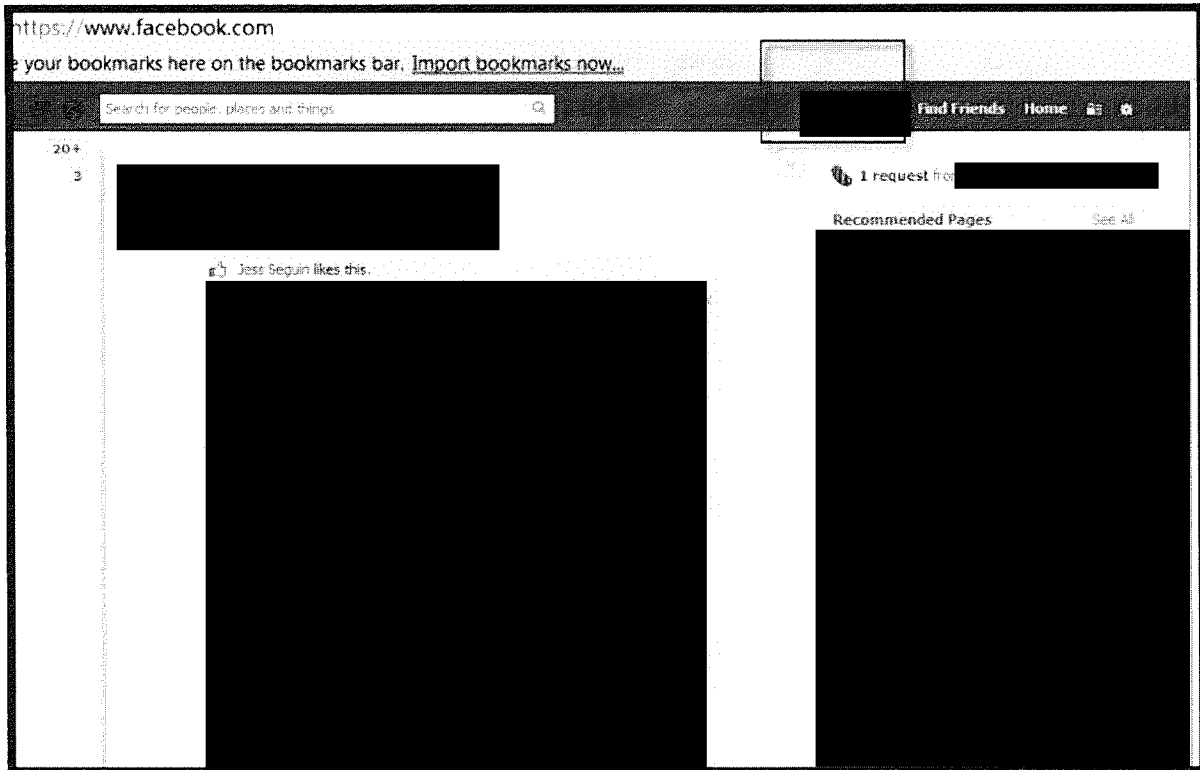 https://www.facebook.com
e your bookmarks here on the bookmarks bar. Import bookmarks now...
Search for people, places and things
Find Friends Home
20+
3
1 request from
Recommended Pages See All
Jess Seguin likes this.